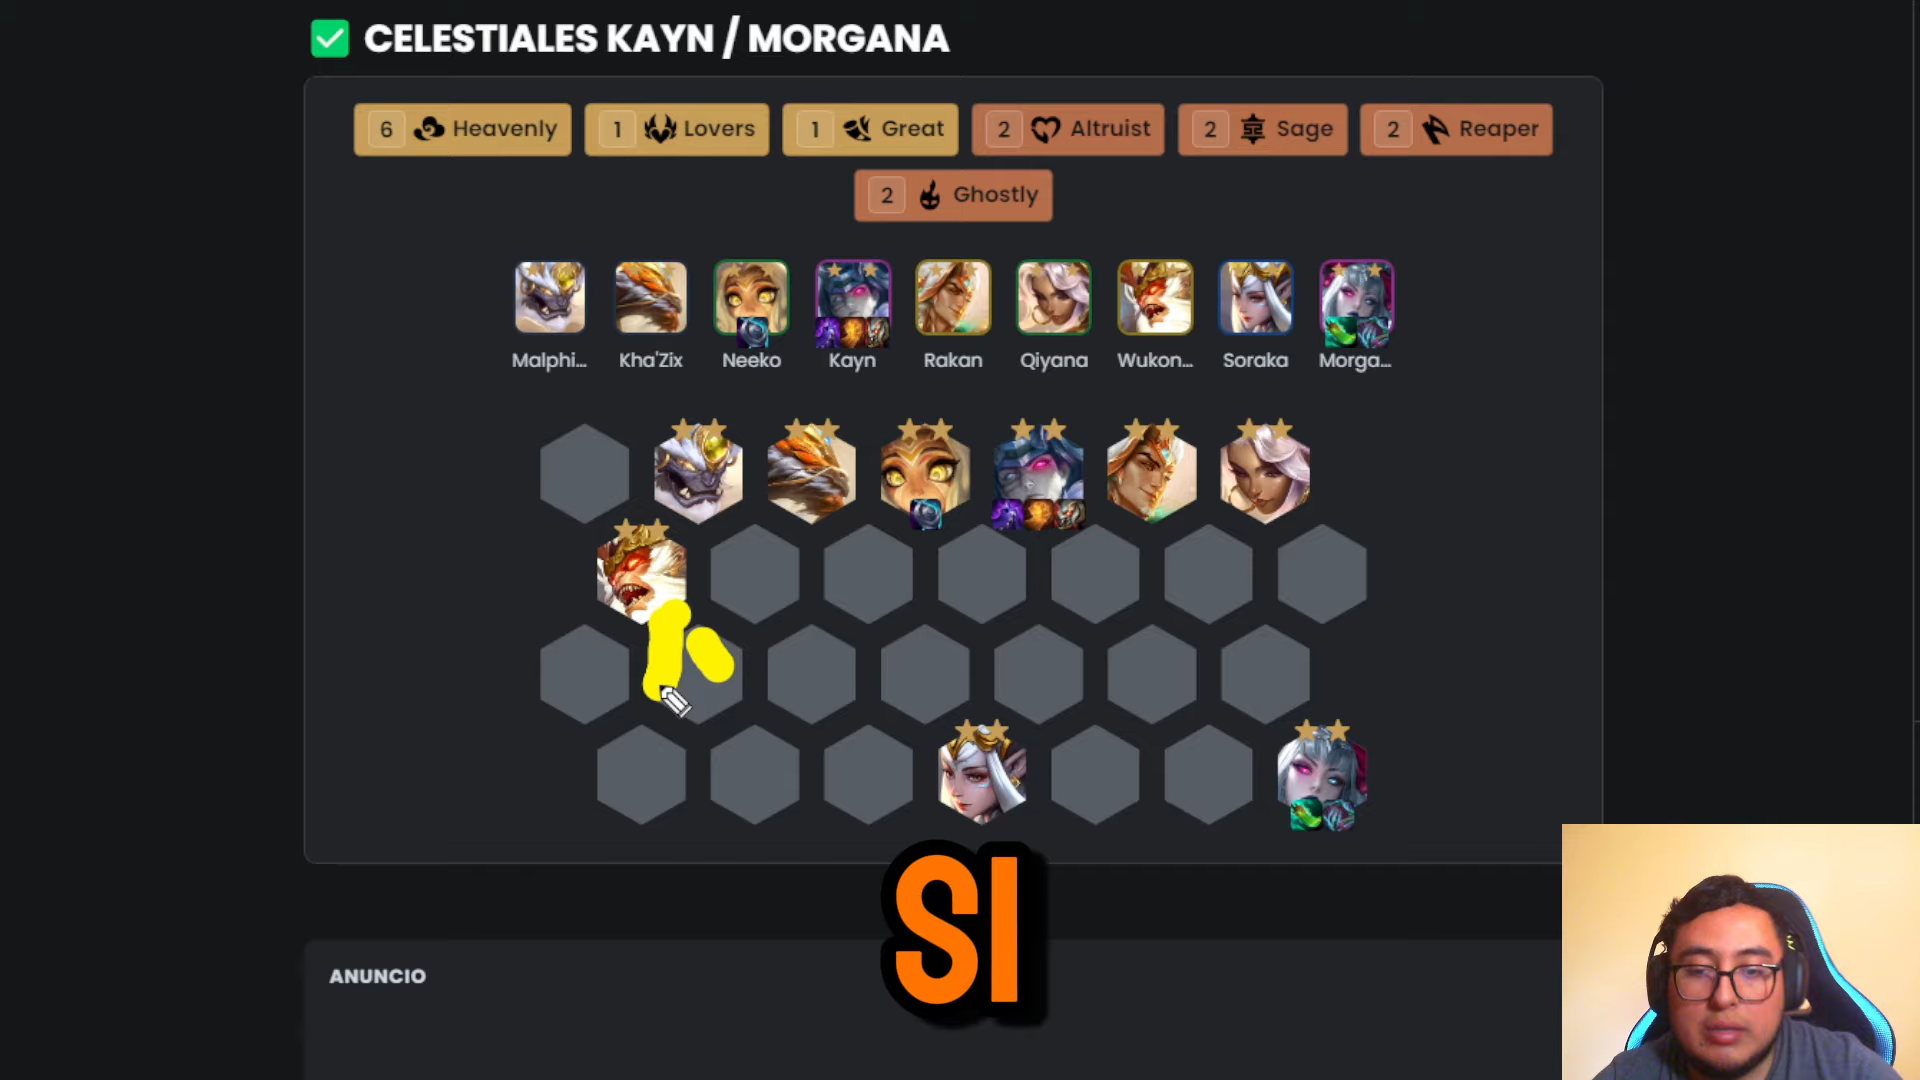 CELESTIALES KAYN / MORGANA
6 Heavenly 1 Lovers 1 Great 2 Altruist 2 Sage 2 Reaper
2 Ghostly
Malphi... Kha'Zix Neeko Kayn Rakan Qiyana Wukon... Soraka Morga...
SI
ANUNCIO